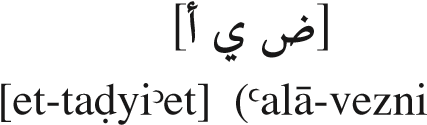 [ض ي أ]
[et-taḍyiʾet] (ʿalā-vezni